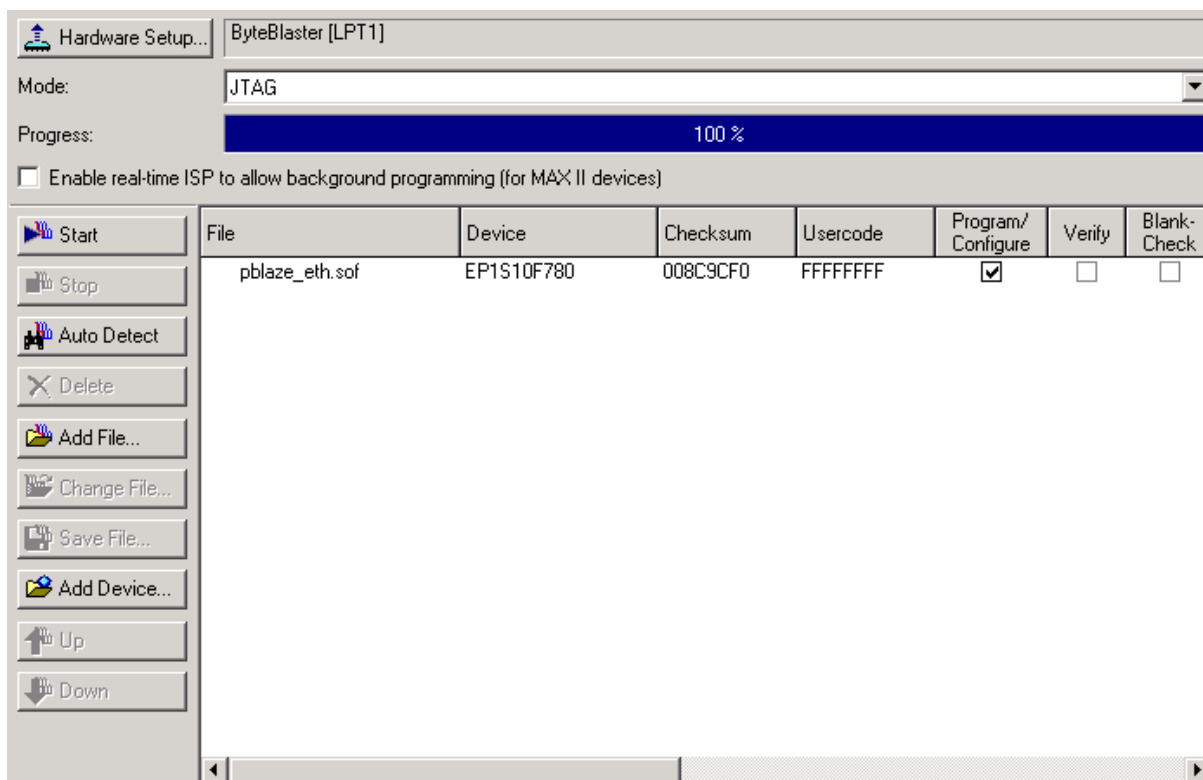 Hardware Setup... ByteBlaster [LPT1]
Mode: JTAG
Progress: 100 %
Enable real-time ISP to allow background programming (for MAX II devices)
Start
Stop
Auto Detect
Delete
Add File...
Change File...
Save File...
Add Device...
Up
Down
File Device Checksum Usercode Program/ Configure Verify Blank- Check
pblaze_eth.sof EP1S10F780 008C9CF0 FFFFFFFF